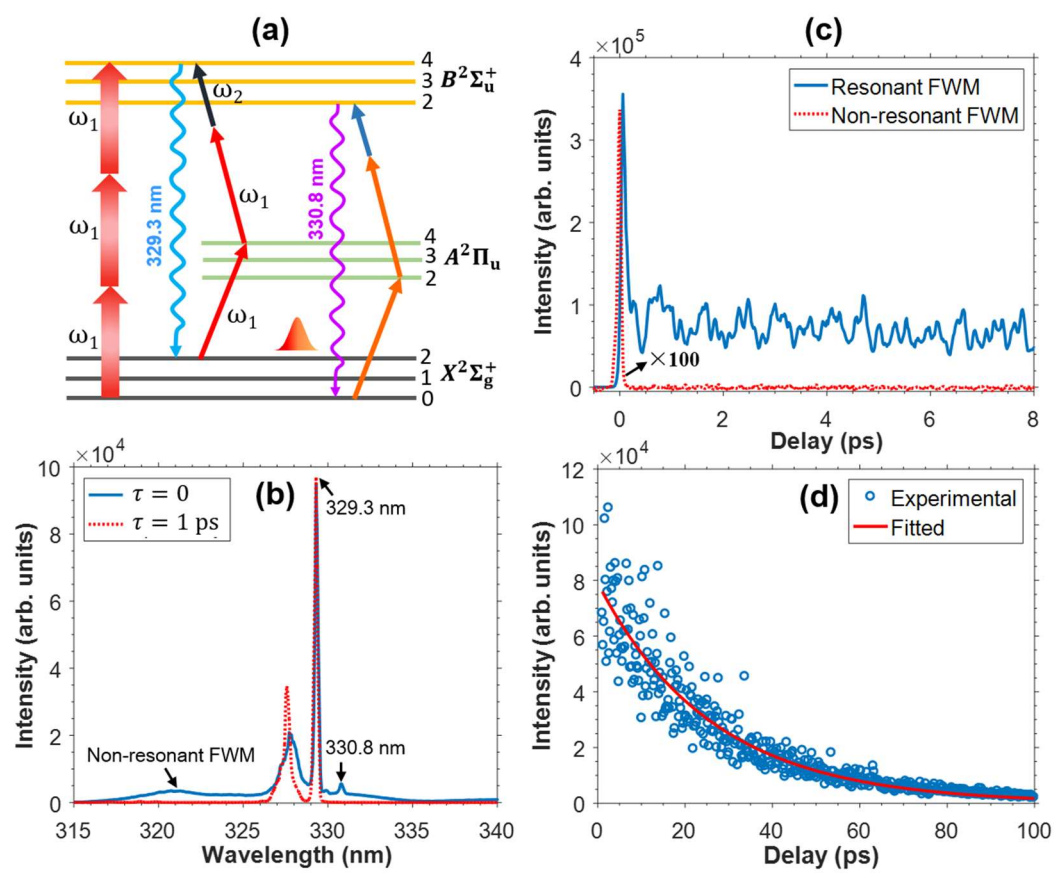 (a)
4
3
2
B²Σ⁺ᵤ
ω₁
ω₁
ω₁
329.3 nm
ω₂
ω₁
ω₁
330.8 nm
4
3
2
A²Πᵤ
2
1
0
X²Σ⁺g
(c)
×10⁵
Resonant FWM
Non-resonant FWM
×100
4
3
2
1
0
0
2
4
6
8
Intensity (arb. units)
Delay (ps)
(b)
×10⁴
τ = 0
τ = 1 ps
329.3 nm
Non-resonant FWM
330.8 nm
10
8
6
4
2
0
315
320
325
330
335
340
Intensity (arb. units)
Wavelength (nm)
(d)
×10⁴
Experimental
Fitted
12
10
8
6
4
2
0
0
20
40
60
80
100
Intensity (arb. units)
Delay (ps)